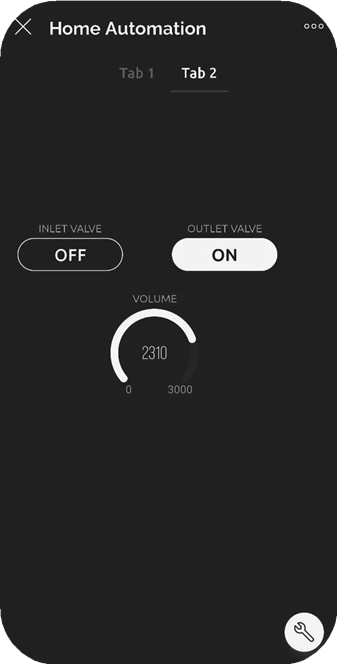 Home Automation
Tab 1 Tab 2
INLET VALVE OUTLET VALVE
OFF ON
VOLUME
2310
0 3000